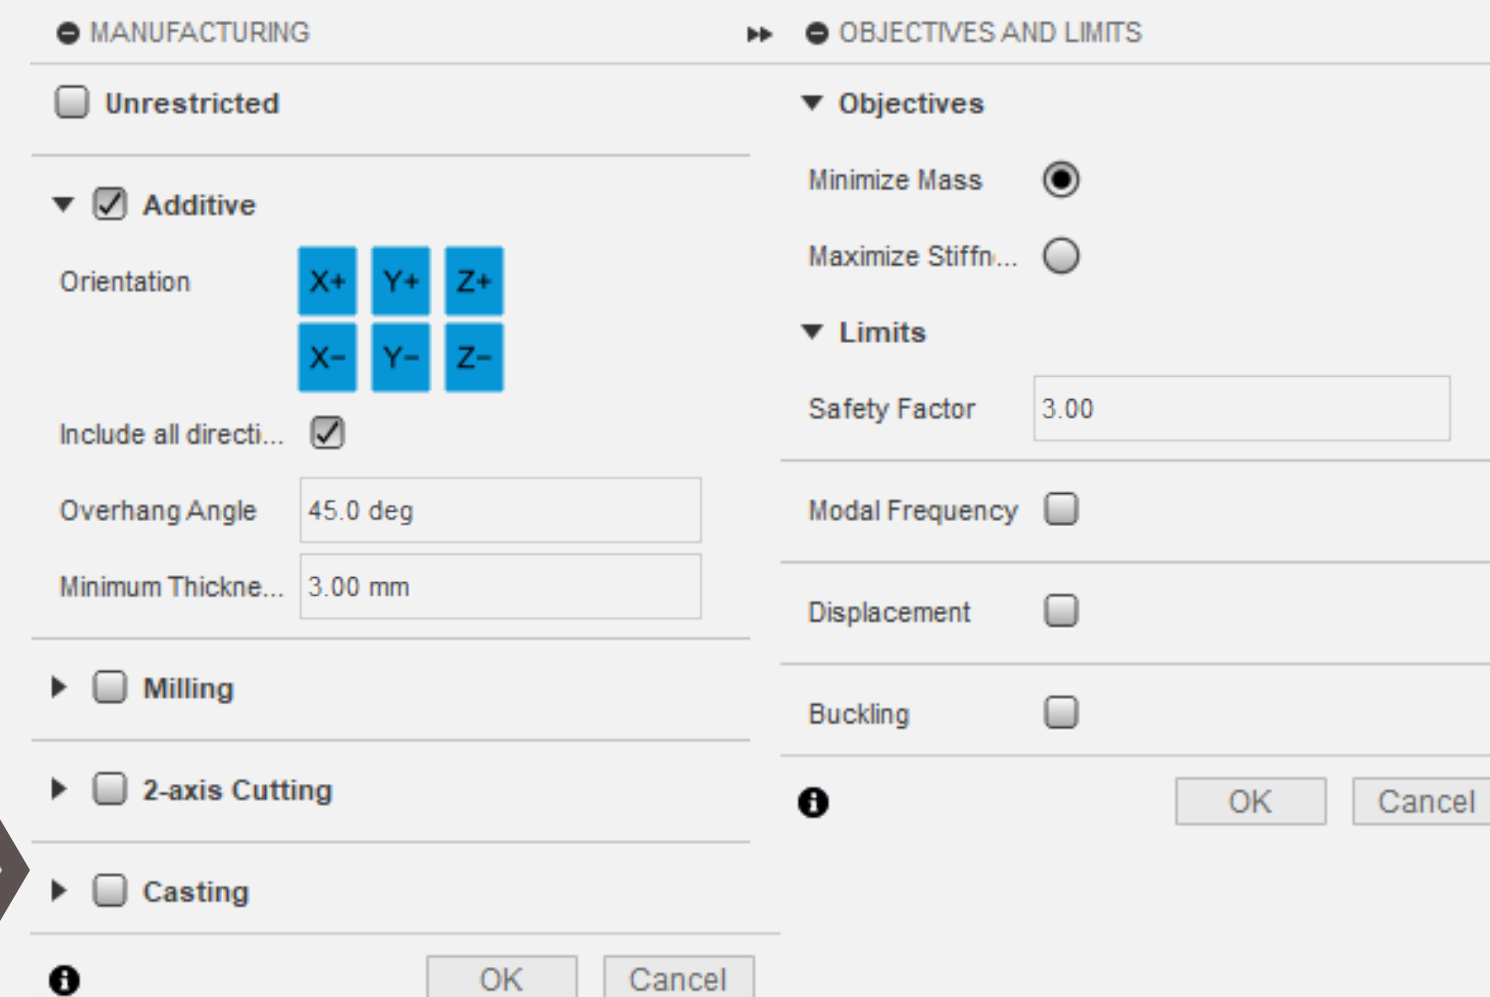 MANUFACTURING
Unrestricted
Additive
Orientation
X+ Y+ Z+
X- Y- Z-
Include all directi...
Overhang Angle 45.0 deg
Minimum Thickne... 3.00 mm
Milling
2-axis Cutting
Casting
OK Cancel
OBJECTIVES AND LIMITS
Objectives
Minimize Mass
Maximize Stiffn...
Limits
Safety Factor 3.00
Modal Frequency
Displacement
Buckling
OK Cancel